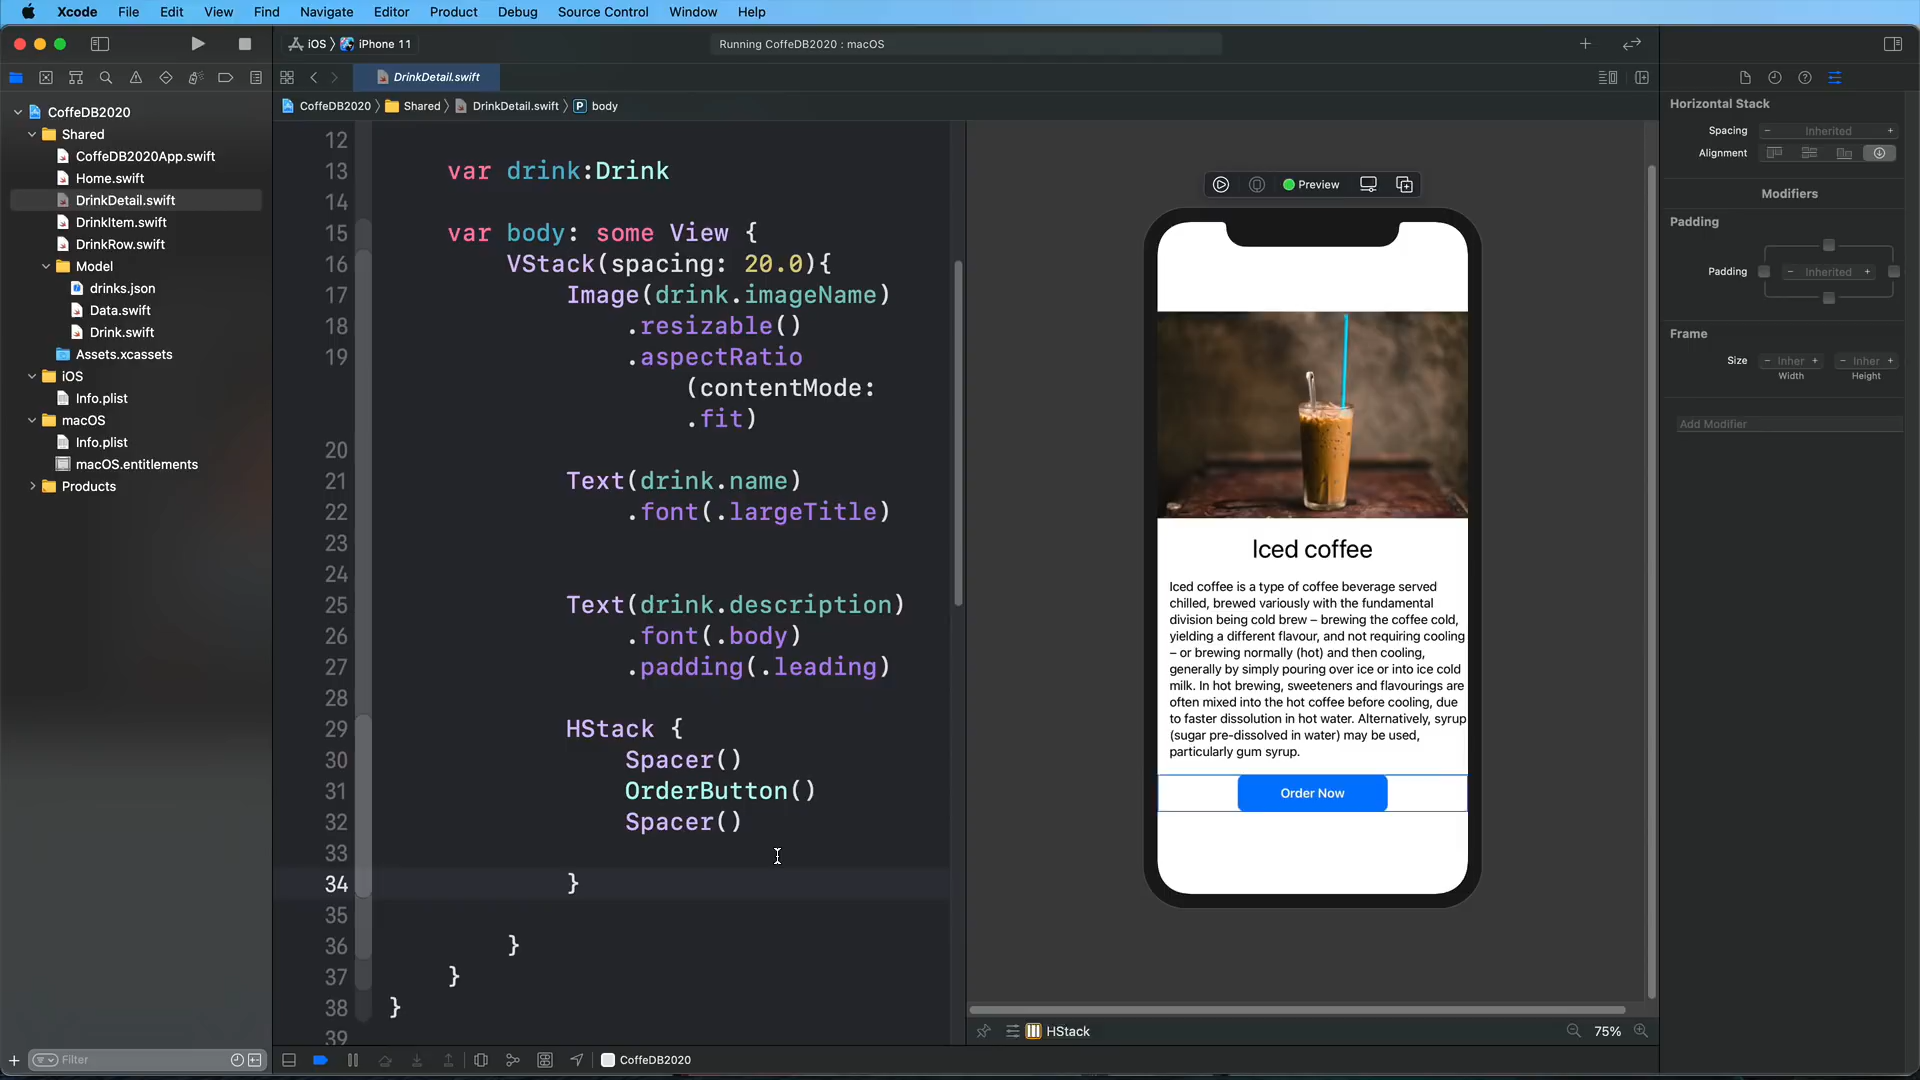 Xcode File Edit View Find Navigate Editor Product Debug Source Control Window Help
iOS iPhone 11
Running CoffeDB2020 : macOS
DrinkDetail.swift
CoffeDB2020 Shared DrinkDetail.swift P body
CoffeDB2020
Shared
CoffeDB2020App.swift
Home.swift
DrinkDetail.swift
DrinkItem.swift
DrinkRow.swift
Model
drinks.json
Data.swift
Drink.swift
Assets.xcassets
iOS
Info.plist
macOS
Info.plist
macOS.entitlements
Products
Filter
12
13 var drink:Drink
14
15 var body: some View {
16 VStack(spacing: 20.0){
17 Image(drink.imageName)
18 .resizable()
19 .aspectRatio
(contentMode:
.fit)
20
21 Text(drink.name)
22 .font(.largeTitle)
23
24
25 Text(drink.description)
26 .font(.body)
27 .padding(.leading)
28
29 HStack {
30 Spacer()
31 OrderButton()
32 Spacer()
33
34 }
35
36 }
37 }
38 }
39
CoffeDB2020
Preview
Iced coffee
Iced coffee is a type of coffee beverage served
chilled, brewed variously with the fundamental
division being cold brew – brewing the coffee cold,
yielding a different flavour, and not requiring cooling
– or brewing normally (hot) and then cooling,
generally by simply pouring over ice or into ice cold
milk. In hot brewing, sweeteners and flavourings are
often mixed into the hot coffee before cooling, due
to faster dissolution in hot water. Alternatively, syrup
(sugar pre-dissolved in water) may be used,
particularly gum syrup.
Order Now
HStack
75%
Horizontal Stack
Spacing − Inherited +
Alignment
Modifiers
Padding
Padding − Inherited +
Frame
Size − Inher + − Inher +
Width Height
Add Modifier